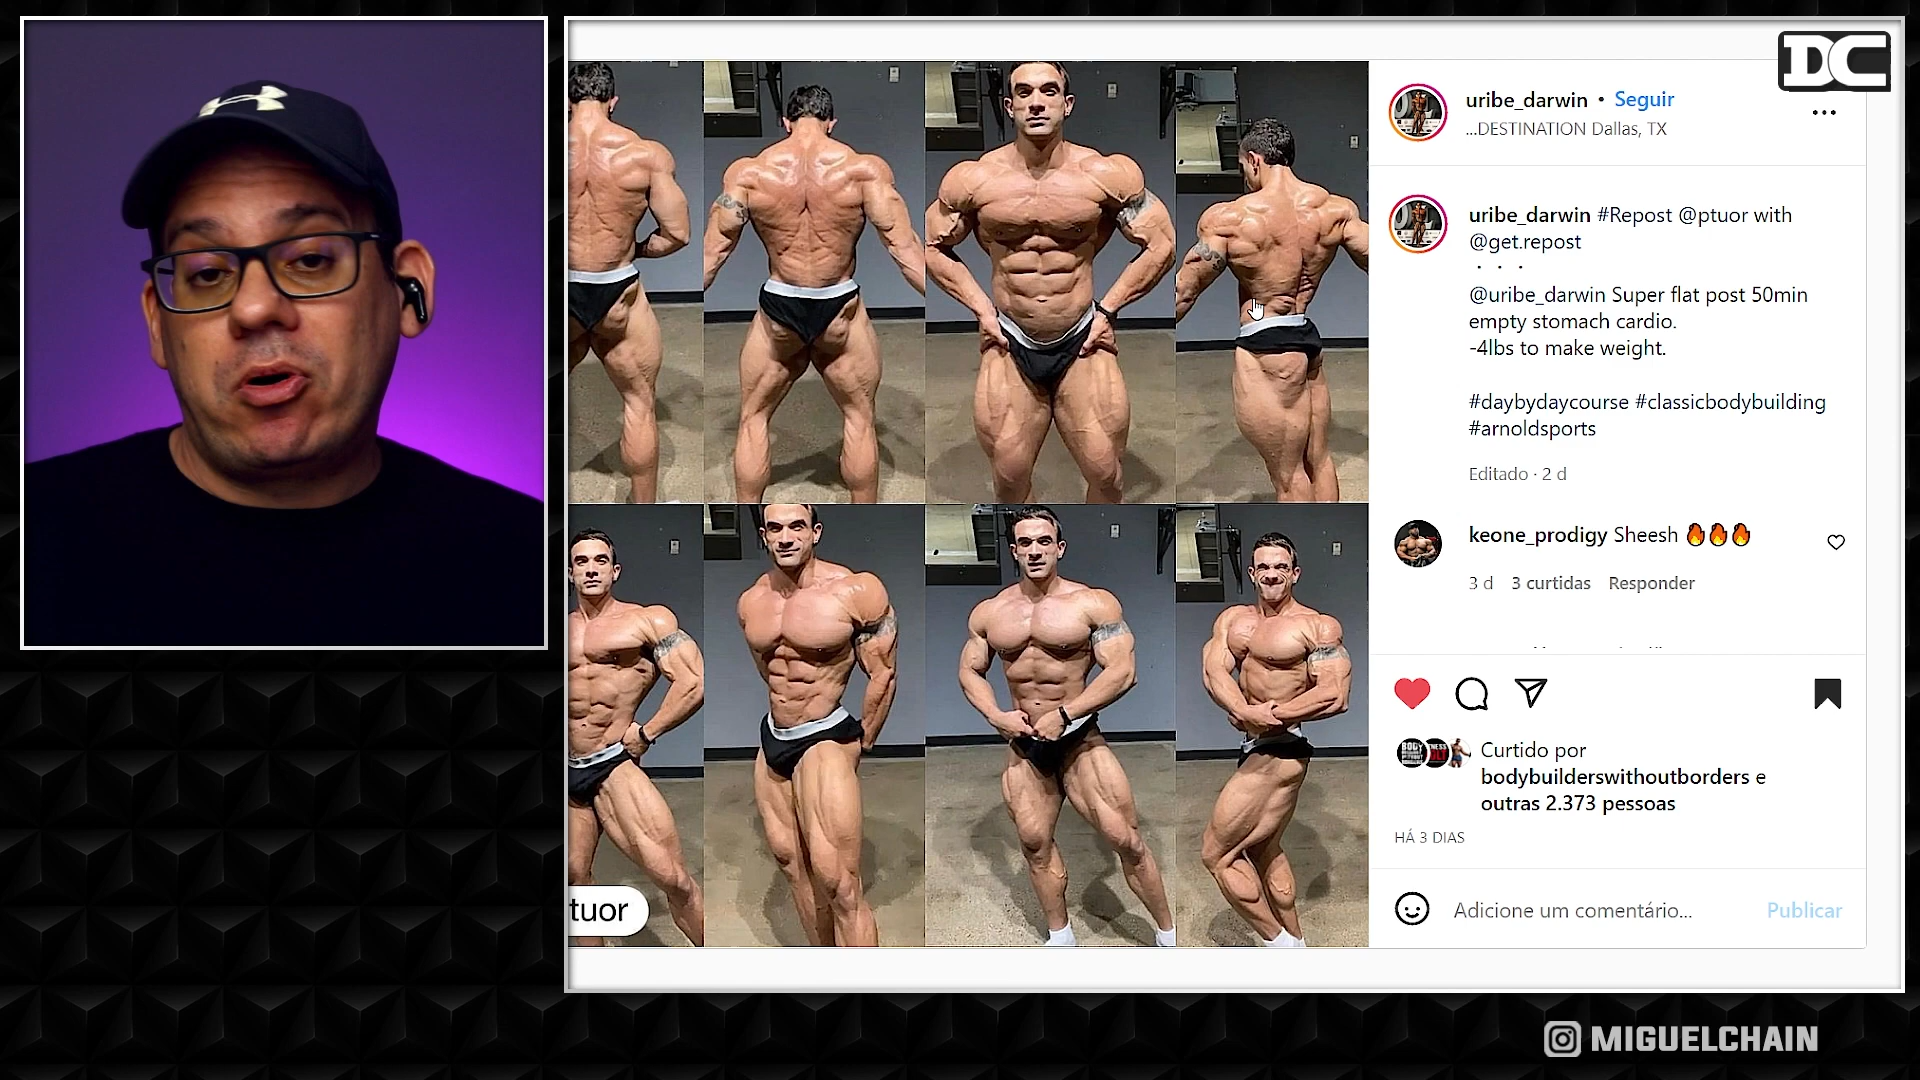 DC
uribe_darwin • Seguir
...DESTINATION Dallas, TX
uribe_darwin #Repost @ptuor with
@get.repost
・・・
@uribe_darwin Super flat post 50min
empty stomach cardio.
-4lbs to make weight.
#daybydaycourse #classicbodybuilding
#arnoldsports
Editado · 2 d
keone_prodigy Sheesh 🔥🔥🔥
3 d 3 curtidas Responder
Curtido por
bodybuilderswithoutborders e
outras 2.373 pessoas
HÁ 3 DIAS
Adicione um comentário... Publicar
tuor
MIGUELCHAIN